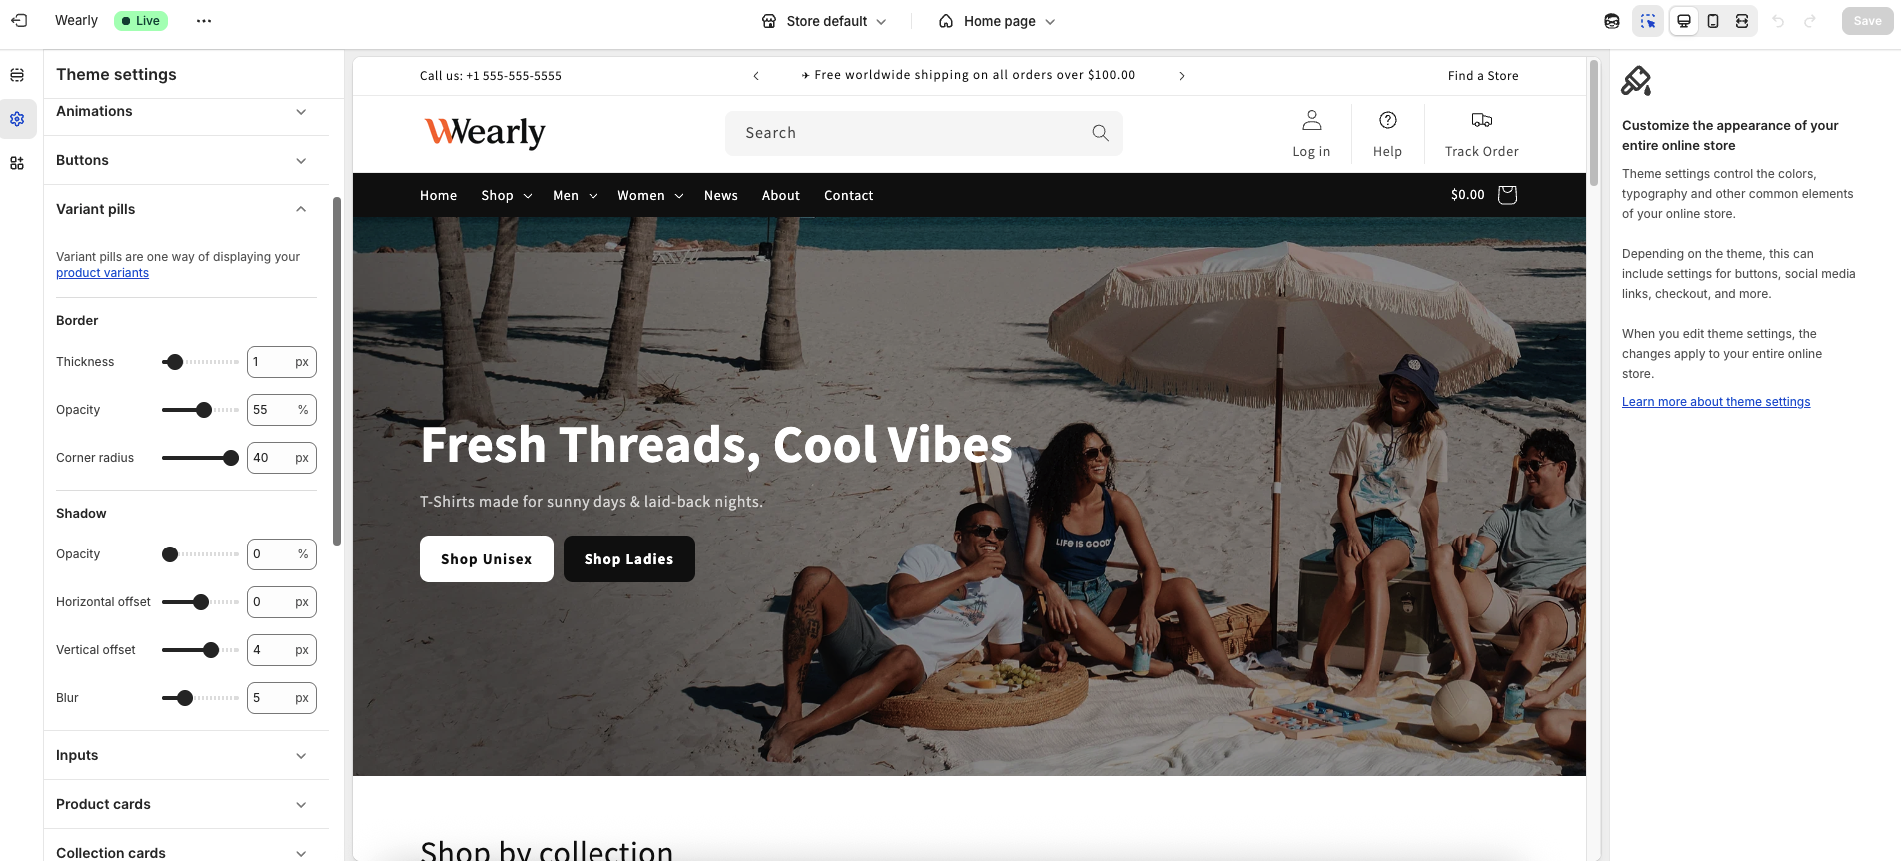 Wearly
Live
Store default
Home page
Save
Theme settings
Animations
Buttons
Variant pills
Variant pills are one way of displaying your
product variants
Border
Thickness
1 px
Opacity
55 %
Corner radius
40 px
Shadow
Opacity
0 %
Horizontal offset
0 px
Vertical offset
4 px
Blur
5 px
Inputs
Product cards
Collection cards
Call us: +1 555-555-5555
✈ Free worldwide shipping on all orders over $100.00
Find a Store
Wearly
Search
Log in
Help
Track Order
Home
Shop
Men
Women
News
About
Contact
$0.00
Fresh Threads, Cool Vibes
T-Shirts made for sunny days & laid-back nights.
Shop Unisex
Shop Ladies
LIFE IS GOOD
Shop by collection
Customize the appearance of your
entire online store
Theme settings control the colors,
typography and other common elements
of your online store.
Depending on the theme, this can
include settings for buttons, social media
links, checkout, and more.
When you edit theme settings, the
changes apply to your entire online
store.
Learn more about theme settings